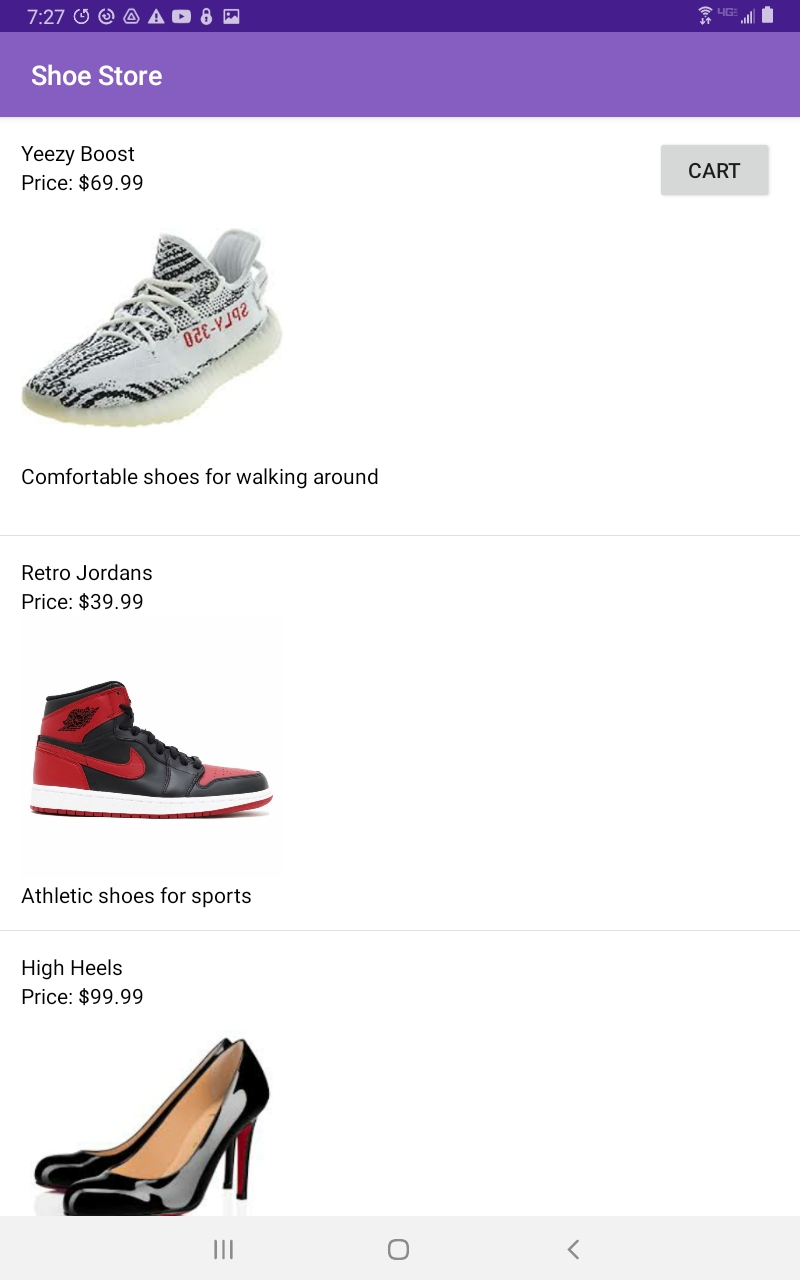 7:27 4GE
Shoe Store
Yeezy Boost
Price: $69.99
CART
SPLY-350
Comfortable shoes for walking around
Retro Jordans
Price: $39.99
Athletic shoes for sports
High Heels
Price: $99.99